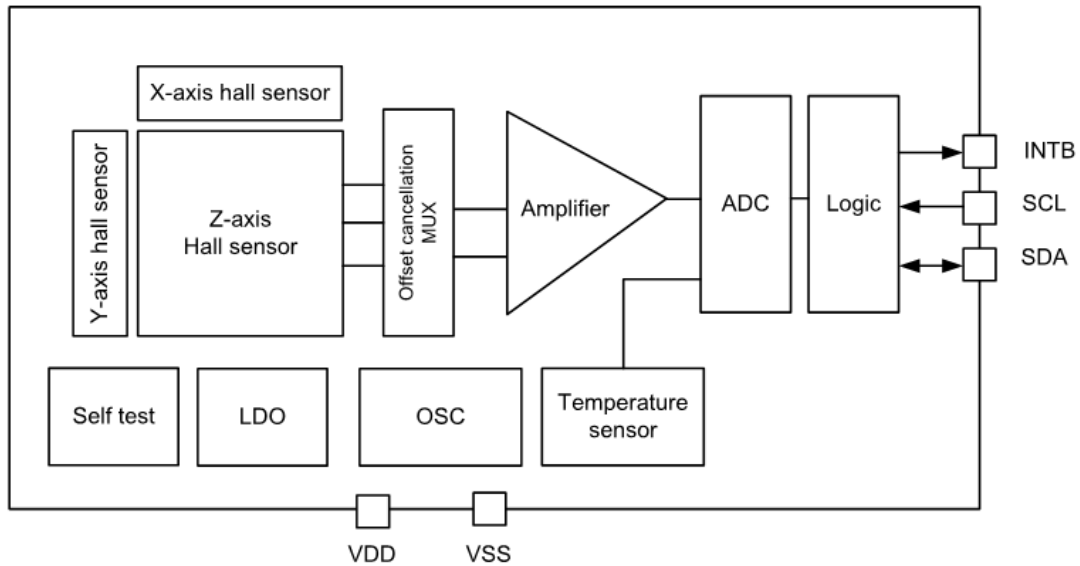 X-axis hall sensor
Y-axis hall sensor
Z-axis
Hall sensor
Offset cancellation
MUX
Amplifier
ADC
Logic
INTB
SCL
SDA
Self test
LDO
OSC
Temperature
sensor
VDD
VSS